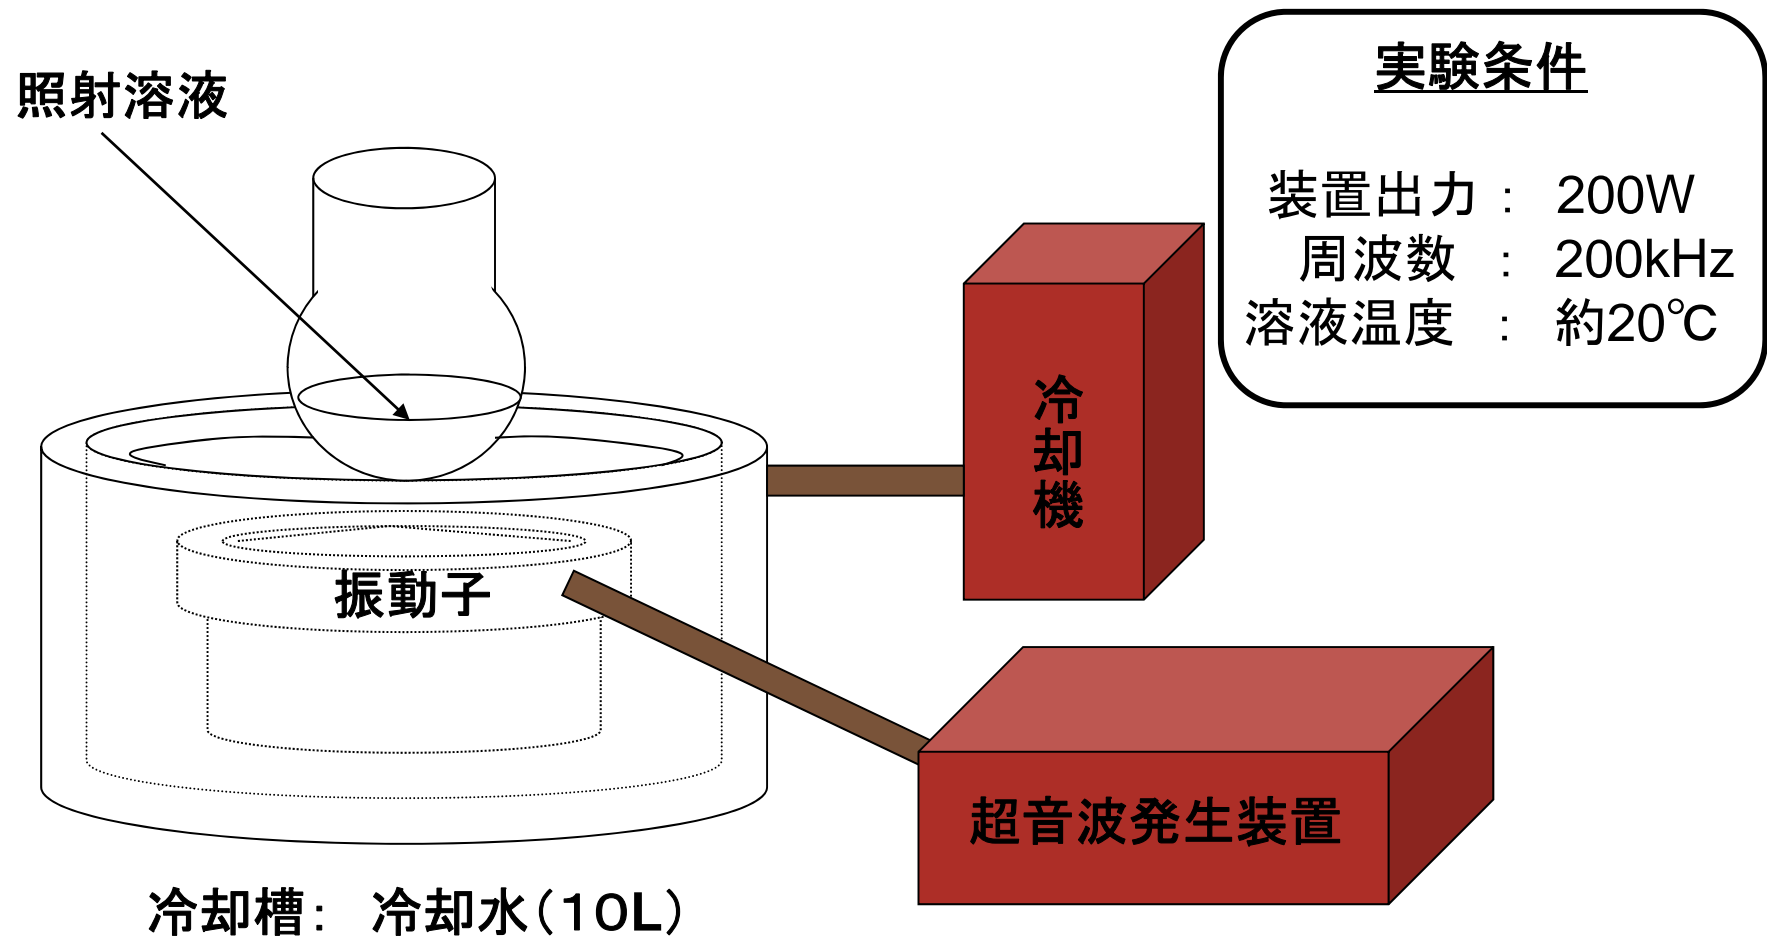 照射溶液
実験条件
装置出力 : 200W
周波数 : 200kHz
溶液温度 : 約20℃
冷却機
振動子
超音波発生装置
冷却槽： 冷却水（１０Ｌ）